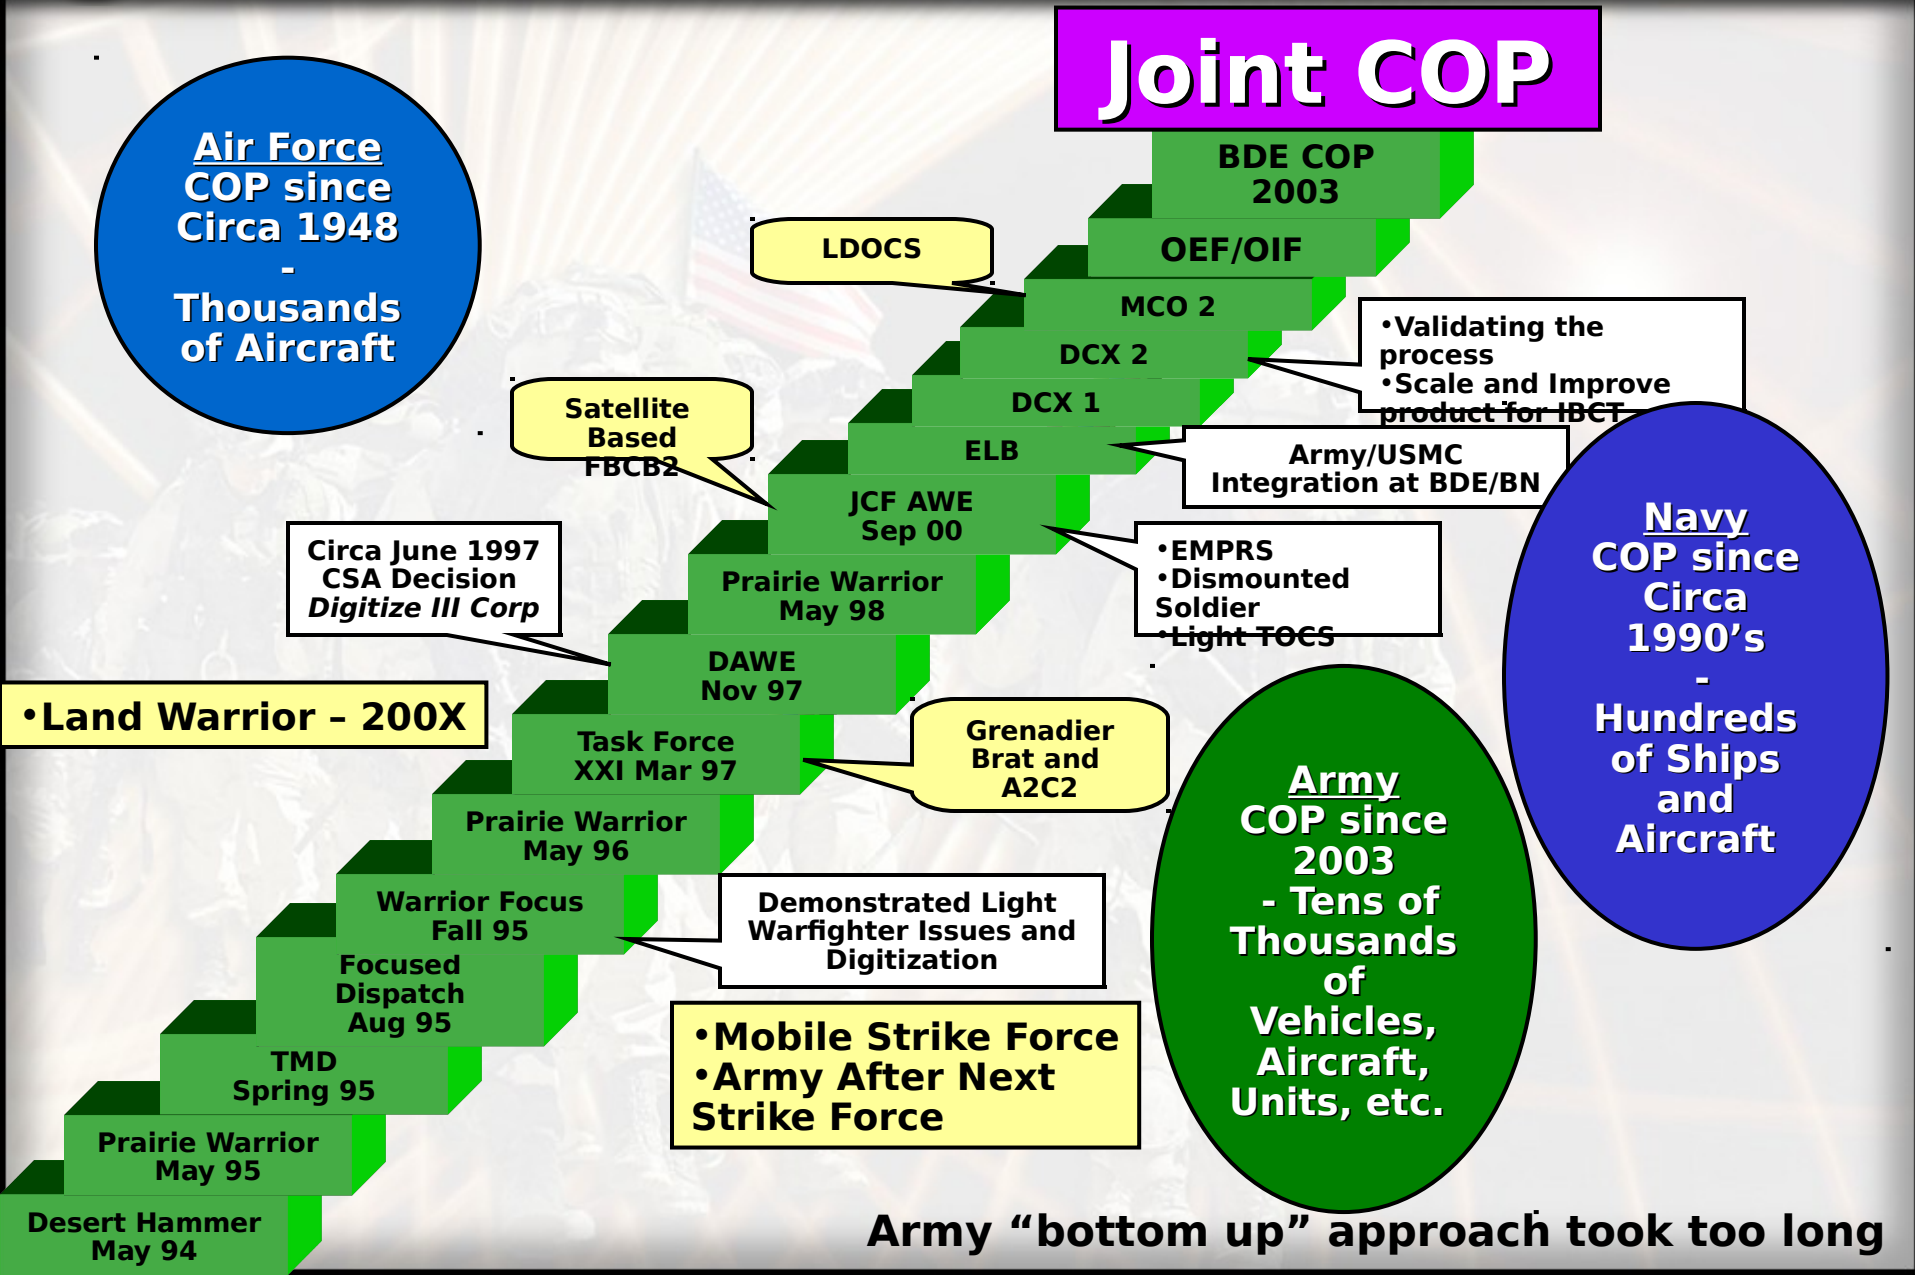 Joint COP
Air Force
COP since
Circa 1948
-
Thousands
of Aircraft
BDE COP
2003
LDOCS
OEF/OIF
MCO 2
•Validating the
process
•Scale and Improve
product for IBCT
DCX 2
Satellite
Based
FBCB2
DCX 1
ELB
Army/USMC
Integration at BDE/BN
JCF AWE
Sep 00
Navy
COP since
Circa
1990’s
-
Hundreds
of Ships
and
Aircraft
Circa June 1997
CSA Decision
Digitize III Corp
•EMPRS
•Dismounted
Soldier
•Light TOCS
Prairie Warrior
May 98
DAWE
Nov 97
•Land Warrior – 200X
Task Force
XXI Mar 97
Grenadier
Brat and
A2C2
Army
COP since
2003
- Tens of
Thousands
of
Vehicles,
Aircraft,
Units, etc.
Prairie Warrior
May 96
Warrior Focus
Fall 95
Demonstrated Light
Warfighter Issues and
Digitization
Focused
Dispatch
Aug 95
•Mobile Strike Force
•Army After Next
Strike Force
TMD
Spring 95
Prairie Warrior
May 95
Desert Hammer
May 94
Army “bottom up” approach took too long